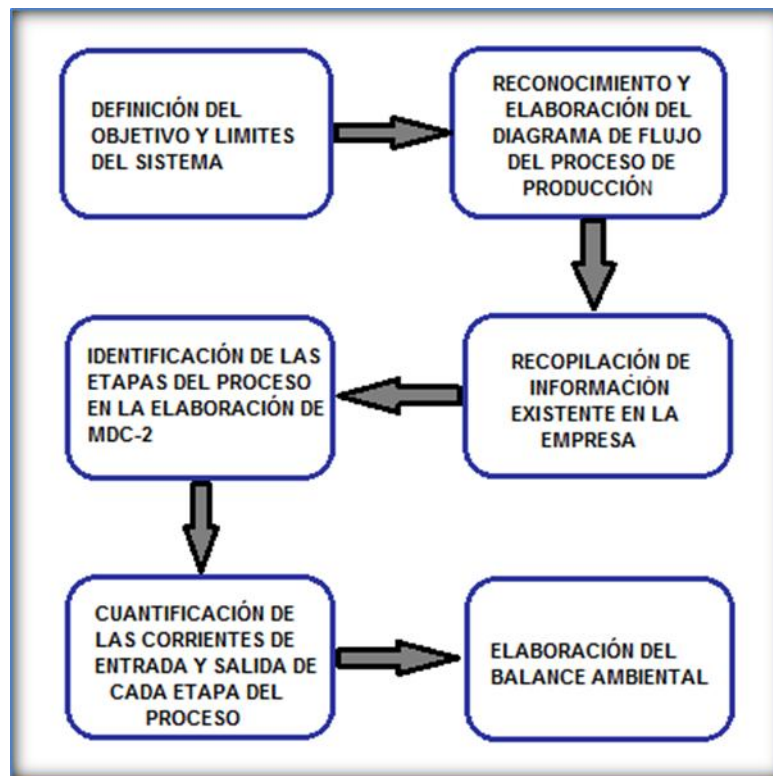 DEFINICIÓN DEL
OBJETIVO Y LIMITES
DEL SISTEMA
RECONOCIMIENTO Y
ELABORACIÓN DEL
DIAGRAMA DE FLUJO
DEL PROCESO DE
PRODUCCIÓN
RECOPILACIÓN DE
INFORMACIÓN
EXISTENTE EN LA
EMPRESA
IDENTIFICACIÓN DE LAS
ETAPAS DEL PROCESO
EN LA ELABORACIÓN DE
MDC-2
CUANTIFICACIÓN DE
LAS CORRIENTES DE
ENTRADA Y SALIDA DE
CADA ETAPA DEL
PROCESO
ELABORACIÓN DEL
BALANCE AMBIENTAL